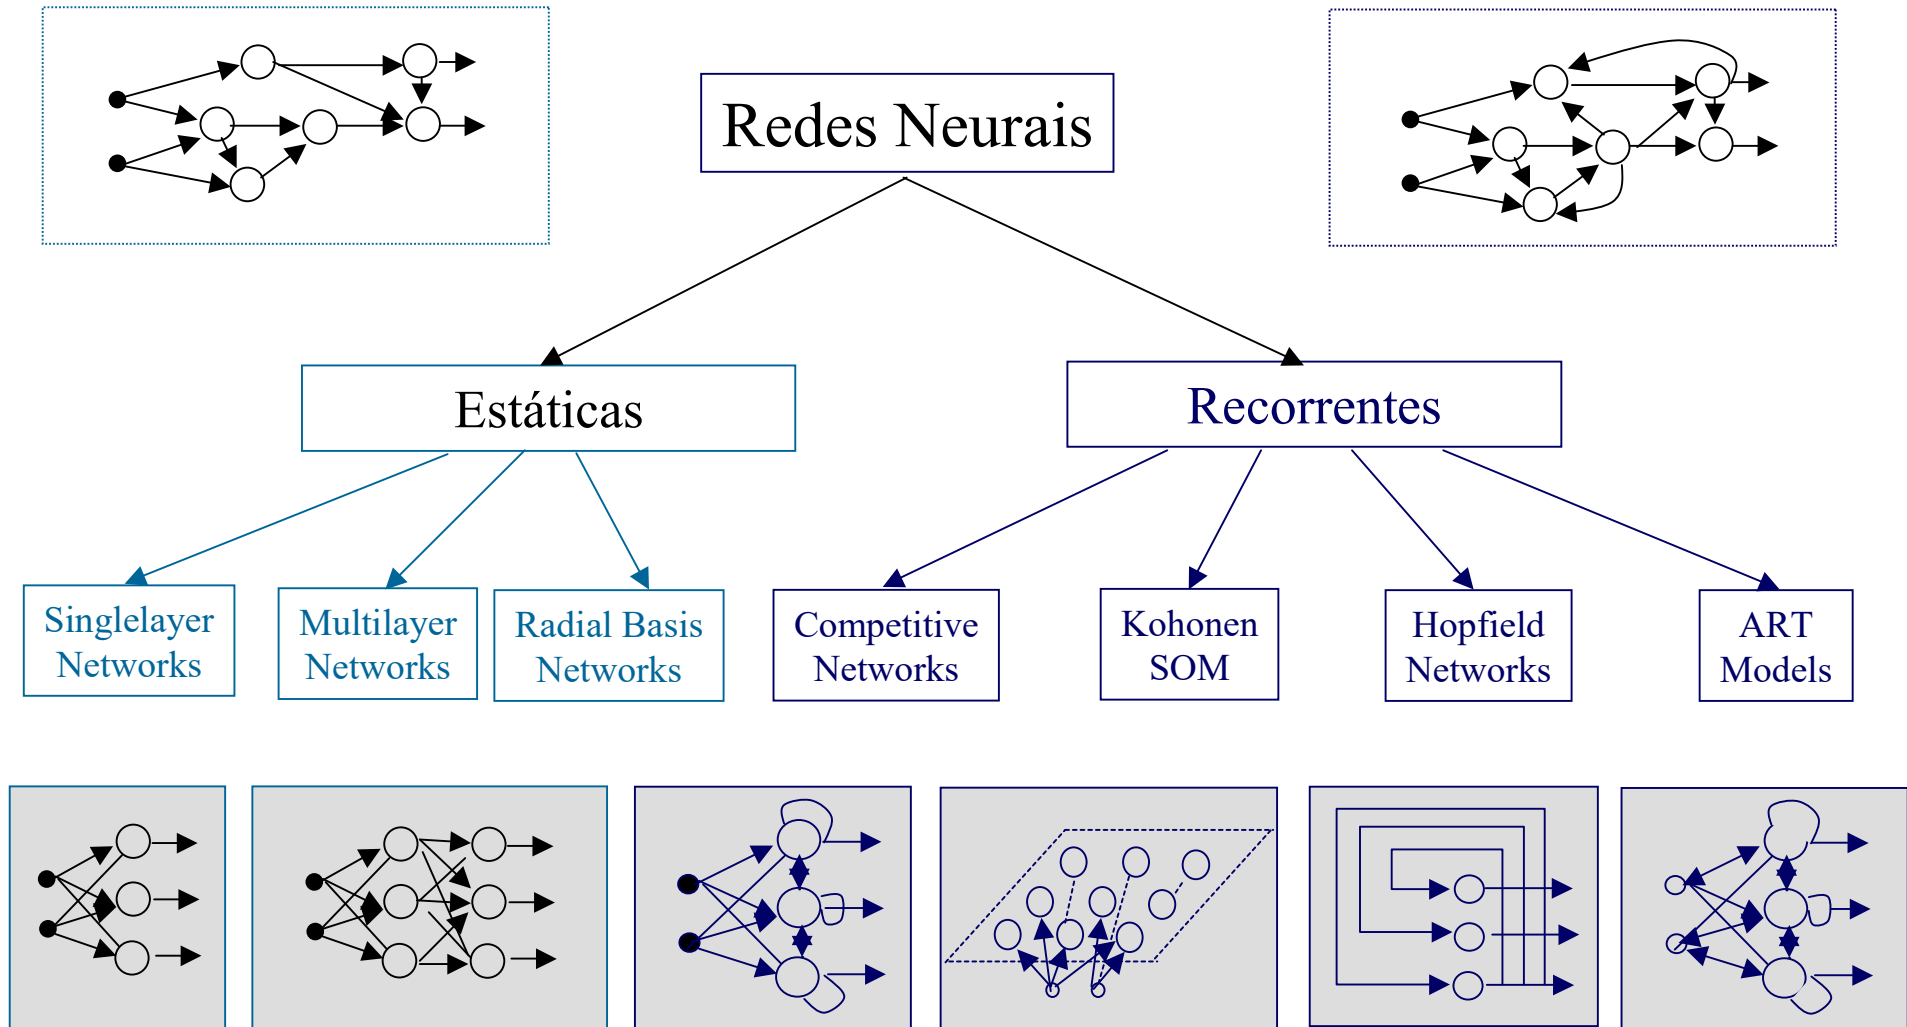 Redes Neurais
Estáticas
Recorrentes
Singlelayer
Networks
Multilayer
Networks
Radial Basis
Networks
Competitive
Networks
Kohonen
SOM
Hopfield
Networks
ART
Models